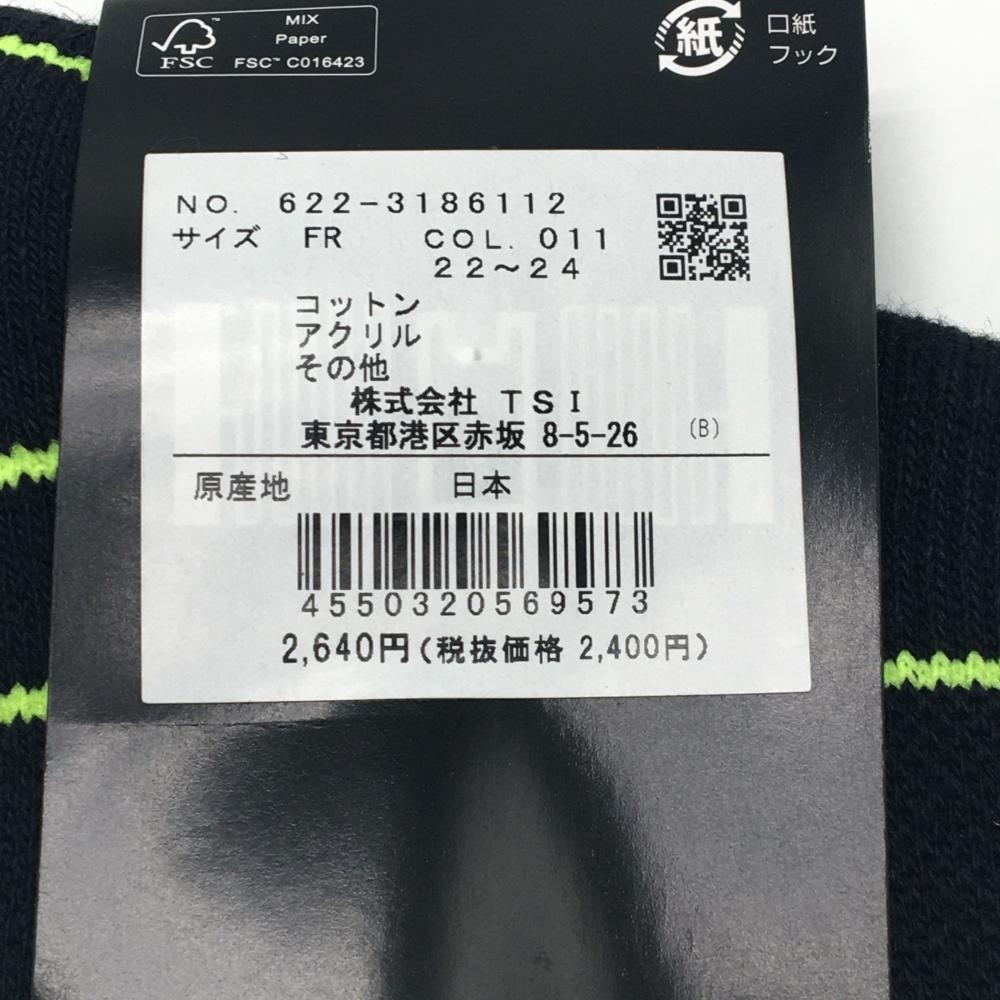 FSC™
MIX
Paper
FSC™ C016423
紙
口紙
フック
NO. 622-3186112
サイズ FR COL. 011
22～24
コットン
アクリル
その他
株式会社 TSI
東京都港区赤坂 8-5-26 (B)
原産地 日本
4550320569573
2,640円(税抜価格 2,400円)